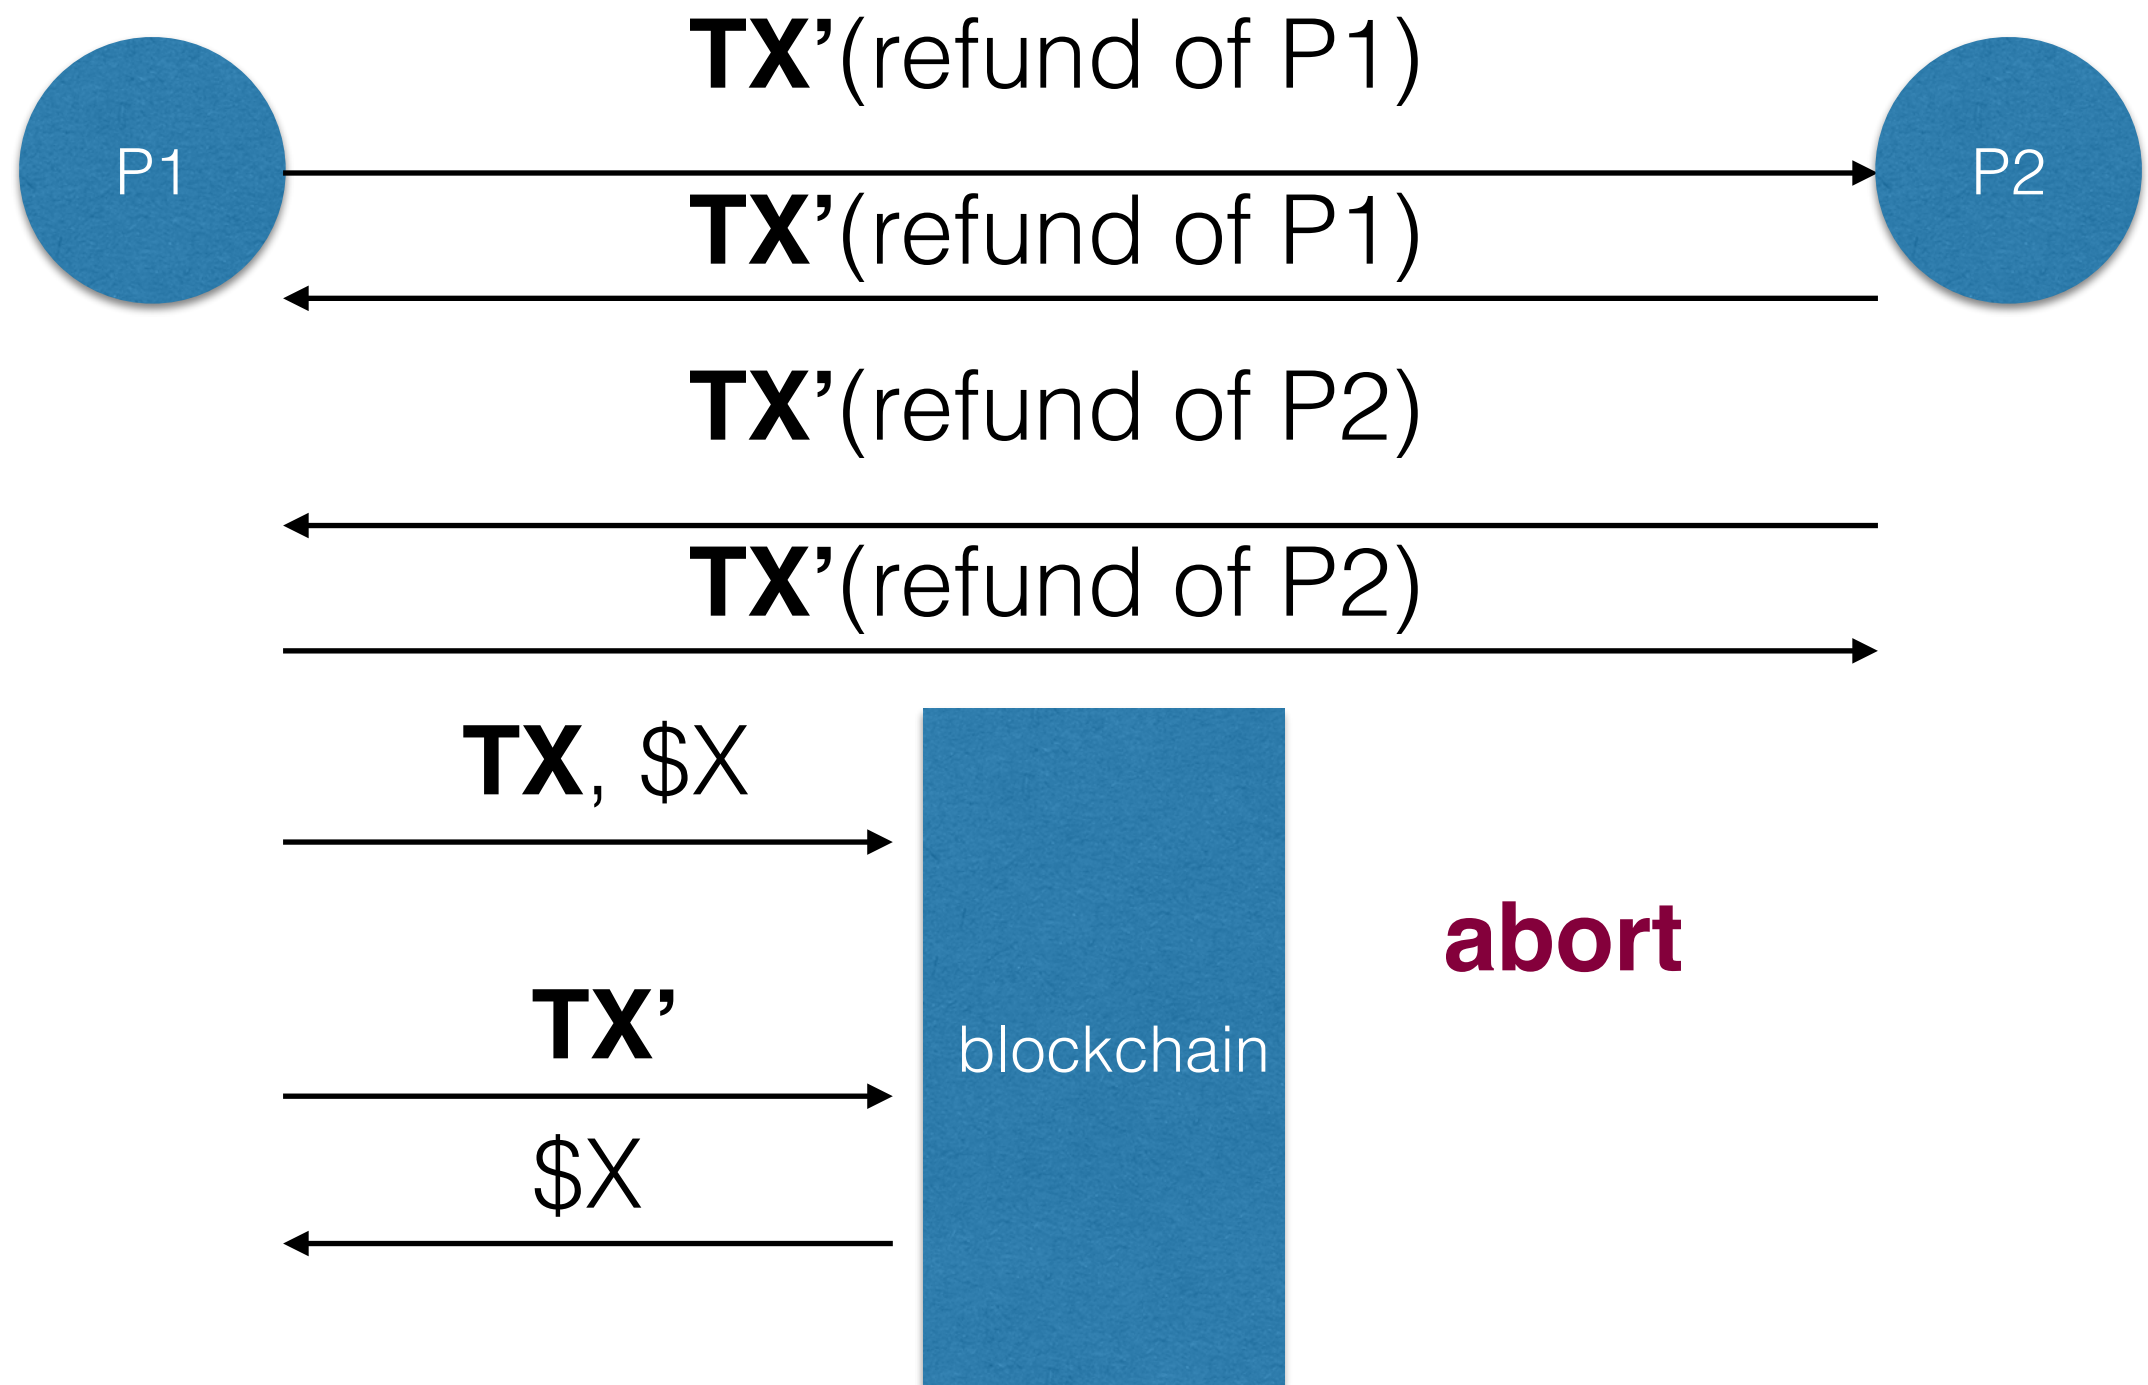 TX’(refund of P1)
P1
P2
TX’(refund of P1)
TX’(refund of P2)
TX’(refund of P2)
TX, $X
abort
TX’
blockchain
$X